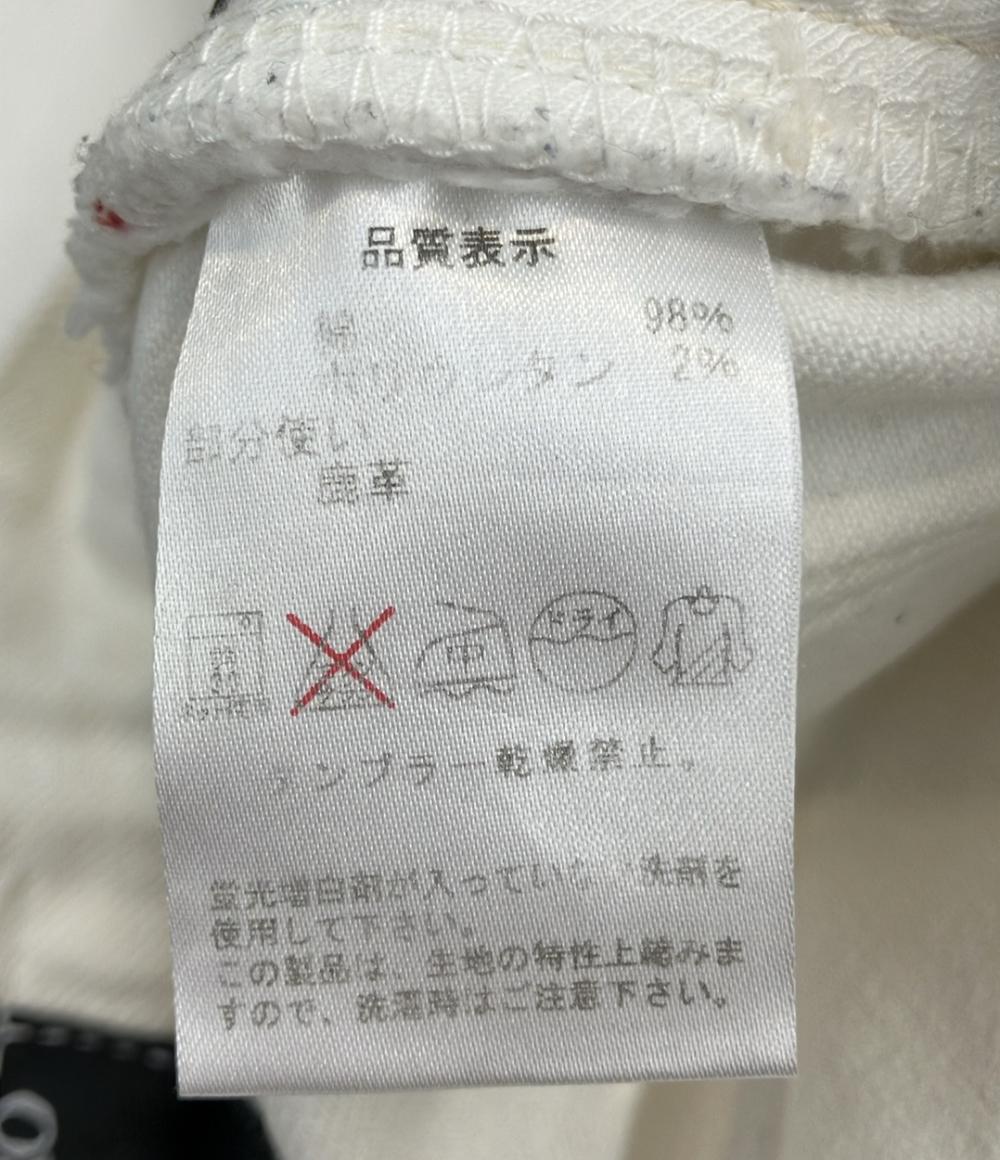 品質表示
綿 98%
ポリウレタン 2%
部分使い
鹿革
中 ドライ
タンブラー乾燥禁止。
蛍光増白剤が入っていない洗剤を
使用して下さい。
この製品は、生地の特性上縮みま
すので、洗濯時はご注意下さい。